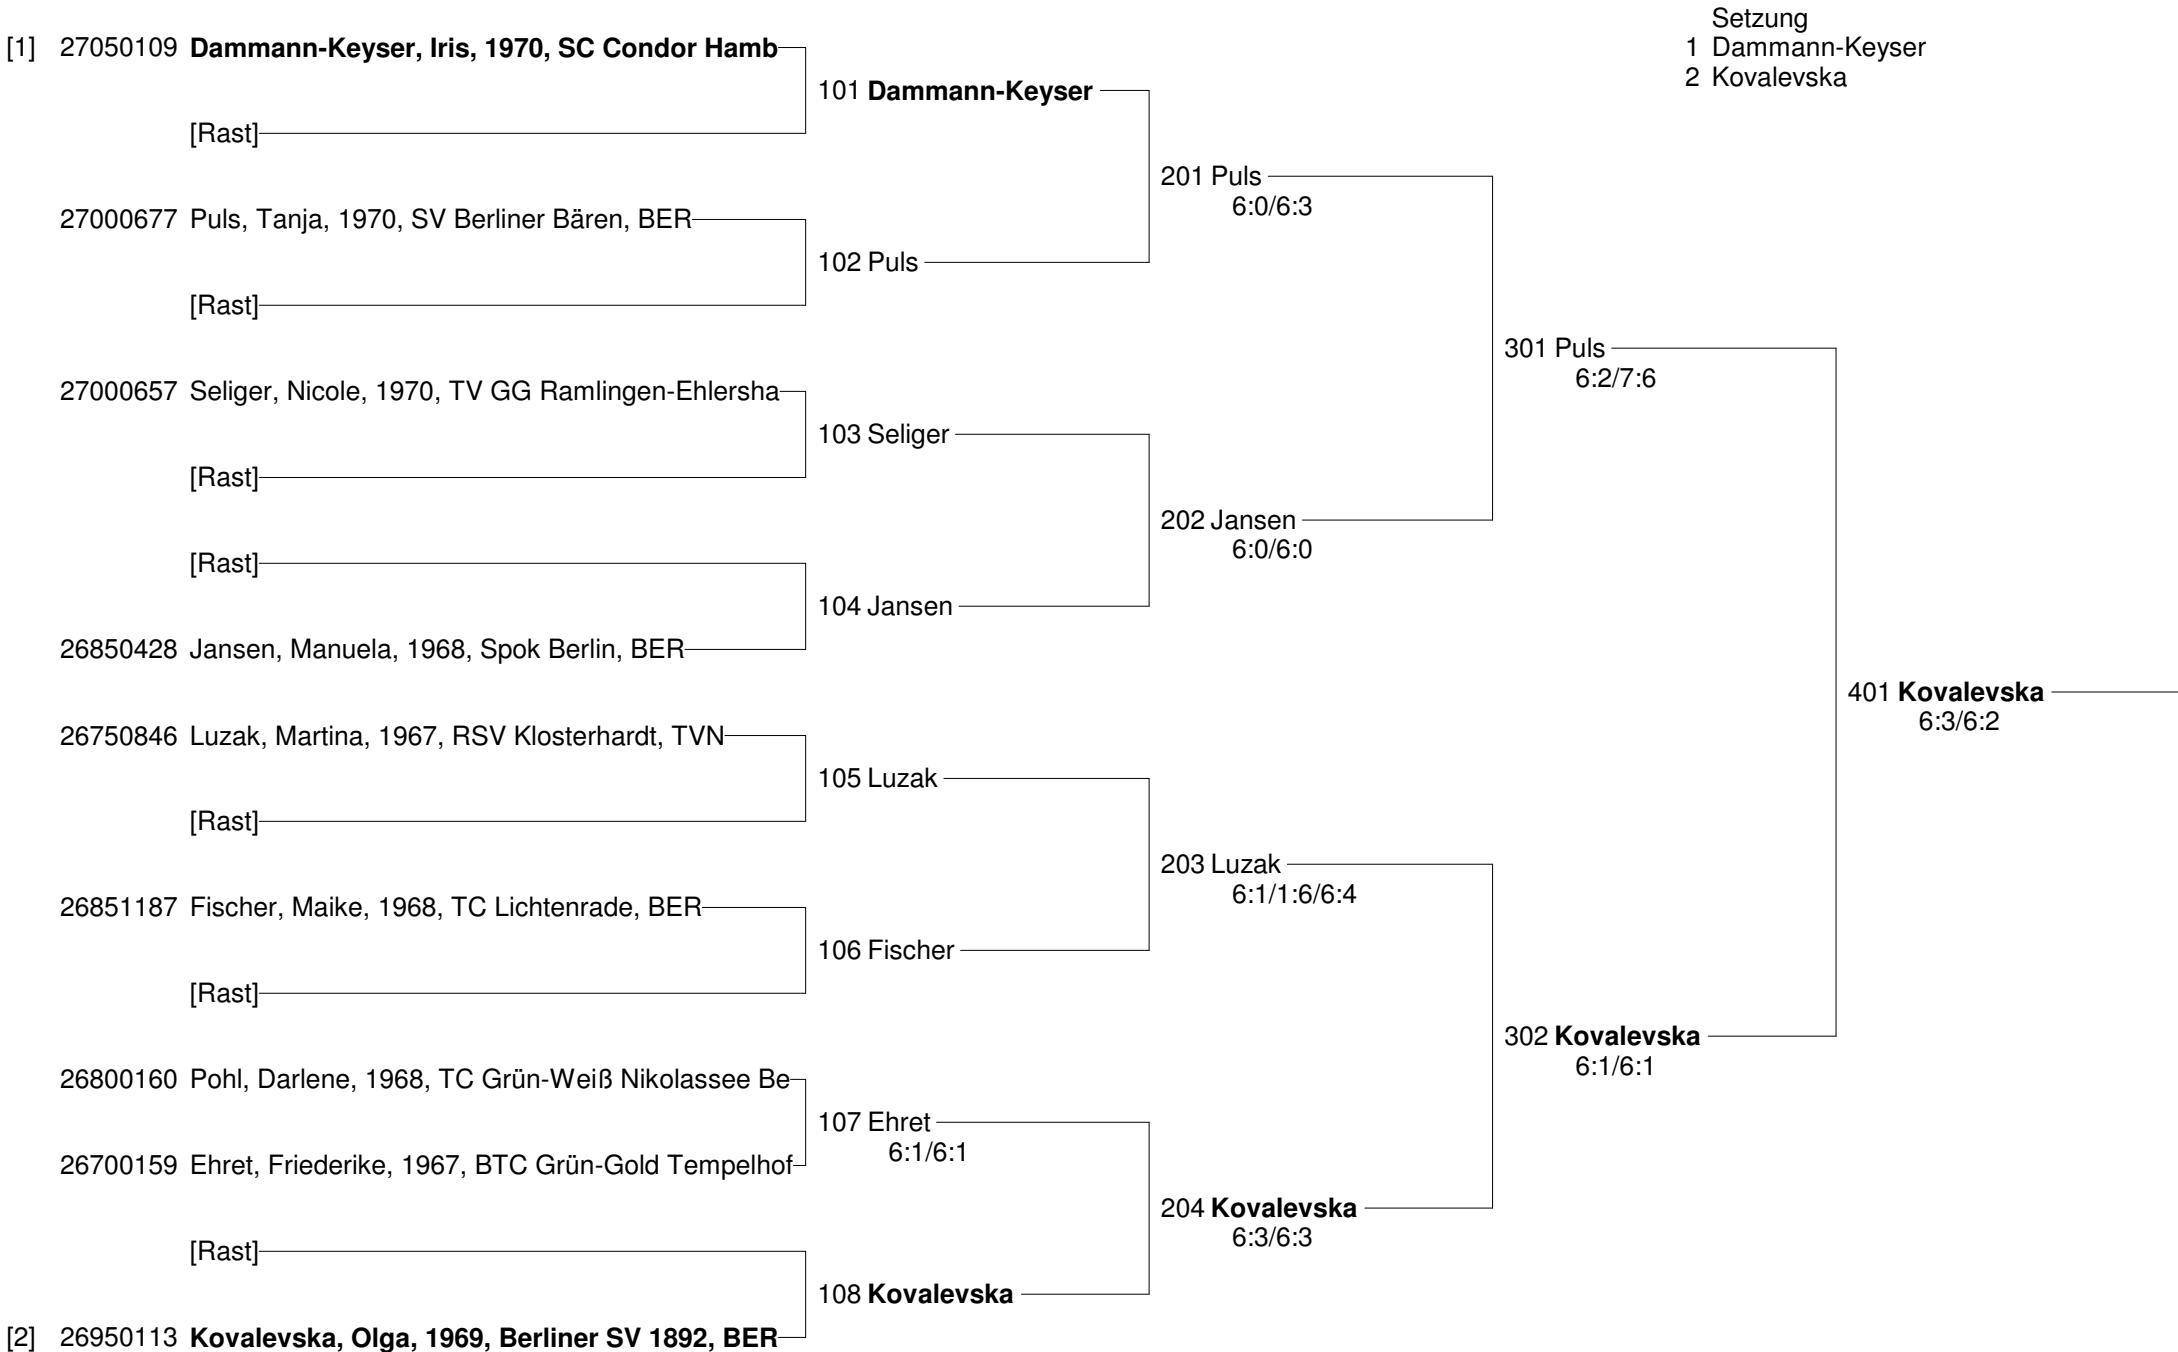 Setzung
1 Dammann-Keyser
2 Kovalevska
[1] 27050109 Dammann-Keyser, Iris, 1970, SC Condor Hamb
[Rast]
27000677 Puls, Tanja, 1970, SV Berliner Bären, BER
[Rast]
27000657 Seliger, Nicole, 1970, TV GG Ramlingen-Ehlersha
[Rast]
[Rast]
26850428 Jansen, Manuela, 1968, Spok Berlin, BER
26750846 Luzak, Martina, 1967, RSV Klosterhardt, TVN
[Rast]
26851187 Fischer, Maike, 1968, TC Lichtenrade, BER
[Rast]
26800160 Pohl, Darlene, 1968, TC Grün-Weiß Nikolassee Be
26700159 Ehret, Friederike, 1967, BTC Grün-Gold Tempelhof
[Rast]
[2] 26950113 Kovalevska, Olga, 1969, Berliner SV 1892, BER
101 Dammann-Keyser
102 Puls
103 Seliger
104 Jansen
105 Luzak
106 Fischer
107 Ehret
6:1/6:1
108 Kovalevska
201 Puls
6:0/6:3
202 Jansen
6:0/6:0
203 Luzak
6:1/1:6/6:4
204 Kovalevska
6:3/6:3
301 Puls
6:2/7:6
302 Kovalevska
6:1/6:1
401 Kovalevska
6:3/6:2